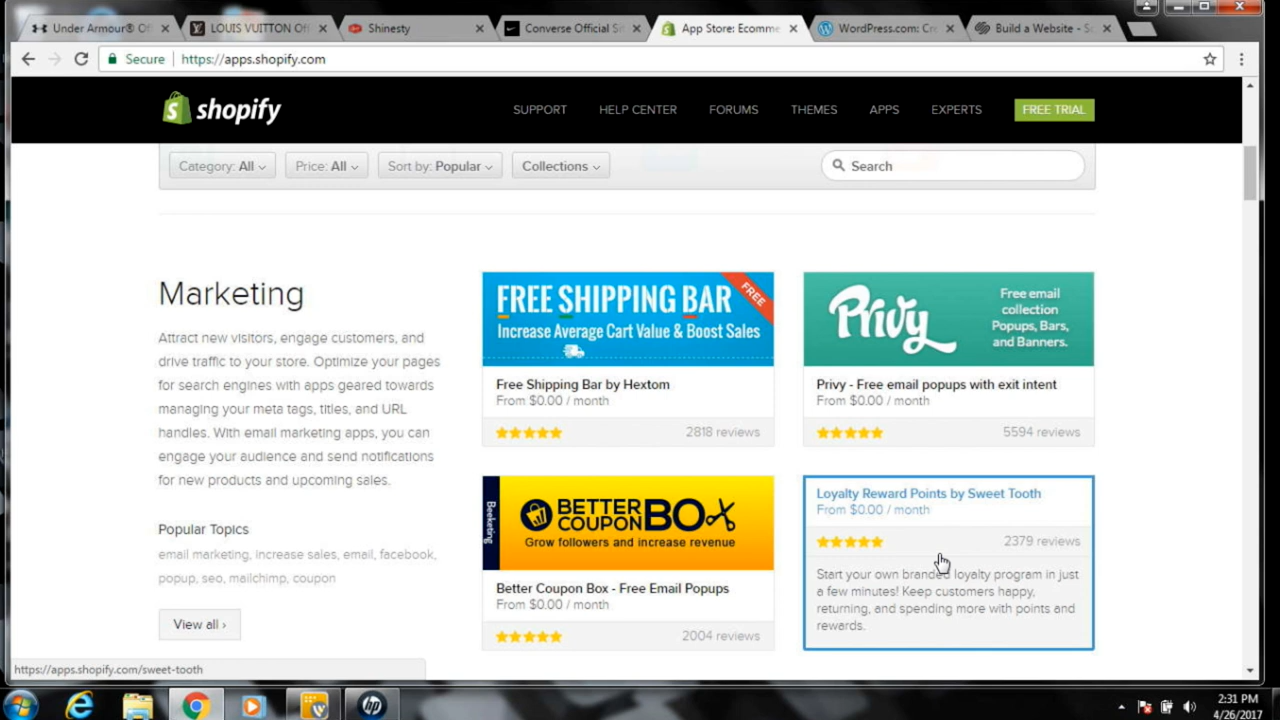 Under Armour® Of
LOUIS VUITTON Offi
Shinesty
Converse Official Sit
App Store: Ecomme
WordPress.com: Cre
Build a Website – Sq
Secure
https://apps.shopify.com
shopify
SUPPORT
HELP CENTER
FORUMS
THEMES
APPS
EXPERTS
FREE TRIAL
Category: All
Price: All
Sort by: Popular
Collections
Search
Marketing
Attract new visitors, engage customers, and
drive traffic to your store. Optimize your pages
for search engines with apps geared towards
managing your meta tags, titles, and URL
handles. With email marketing apps, you can
engage your audience and send notifications
for new products and upcoming sales.
Popular Topics
email marketing, increase sales, email, facebook,
popup, seo, mailchimp, coupon
View all ›
FREE SHIPPING BAR
FREE
Increase Average Cart Value & Boost Sales
Free Shipping Bar by Hextom
From $0.00 / month
2818 reviews
Privy
Free email
collection
Popups, Bars,
and Banners.
Privy - Free email popups with exit intent
From $0.00 / month
5594 reviews
Beeketing
BETTER
COUPON BOX
Grow followers and increase revenue
Better Coupon Box - Free Email Popups
From $0.00 / month
2004 reviews
Loyalty Reward Points by Sweet Tooth
From $0.00 / month
2379 reviews
Start your own branded loyalty program in just
a few minutes! Keep customers happy,
returning, and spending more with points and
rewards.
https://apps.shopify.com/sweet-tooth
hp
2:31 PM
4/26/2017